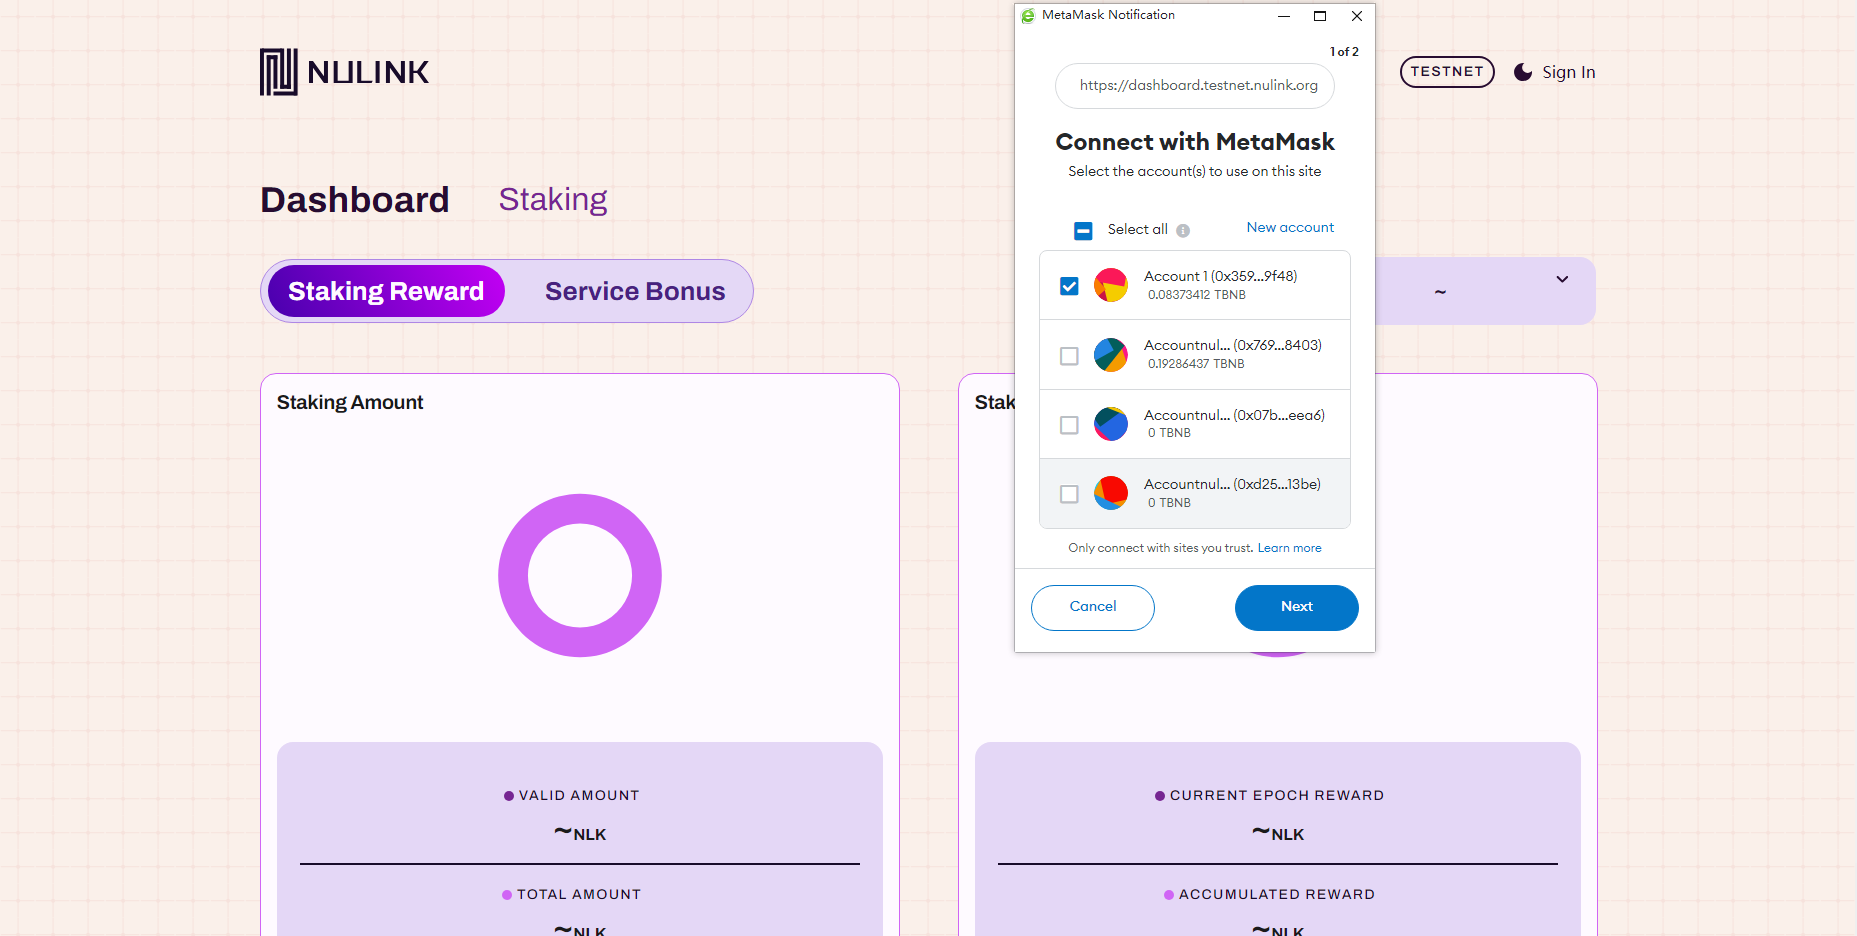 NULINK
TESTNET
Sign In
Dashboard
Staking
Staking Reward
Service Bonus
~
Staking Amount
VALID AMOUNT
~NLK
TOTAL AMOUNT
~NLK
Stak
CURRENT EPOCH REWARD
~NLK
ACCUMULATED REWARD
~NLK
MetaMask Notification
1 of 2
https://dashboard.testnet.nulink.org
Connect with MetaMask
Select the account(s) to use on this site
Select all
New account
Account 1 (0x359...9f48)
0.08373412 TBNB
Accountnul... (0x769...8403)
0.19286437 TBNB
Accountnul... (0x07b...eea6)
0 TBNB
Accountnul... (0xd25...13be)
0 TBNB
Only connect with sites you trust. Learn more
Cancel
Next